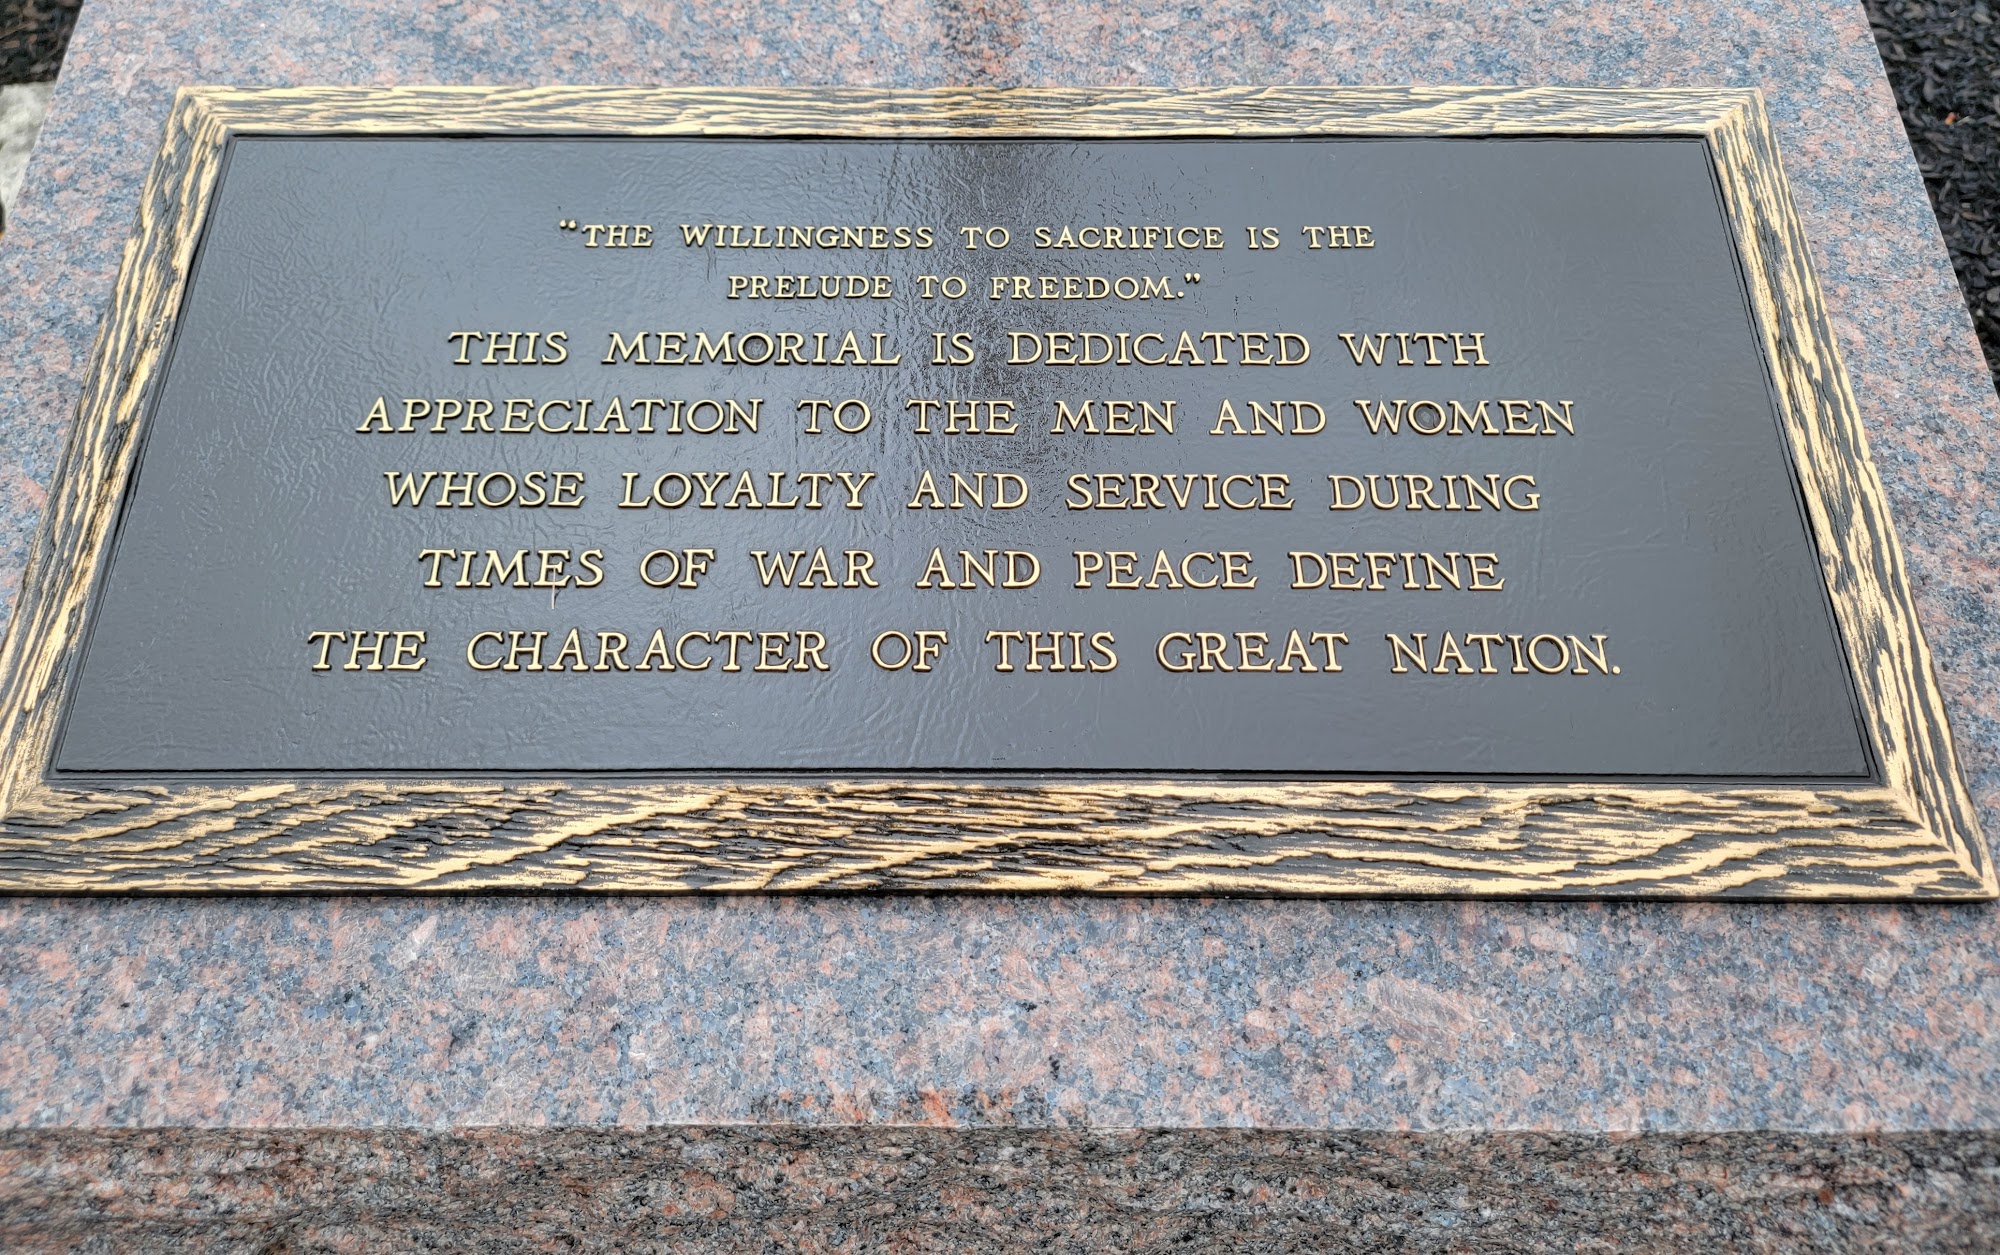 “THE WILLINGNESS TO SACRIFICE IS THE
PRELUDE TO FREEDOM.”
THIS MEMORIAL IS DEDICATED WITH
APPRECIATION TO THE MEN AND WOMEN
WHOSE LOYALTY AND SERVICE DURING
TIMES OF WAR AND PEACE DEFINE
THE CHARACTER OF THIS GREAT NATION.